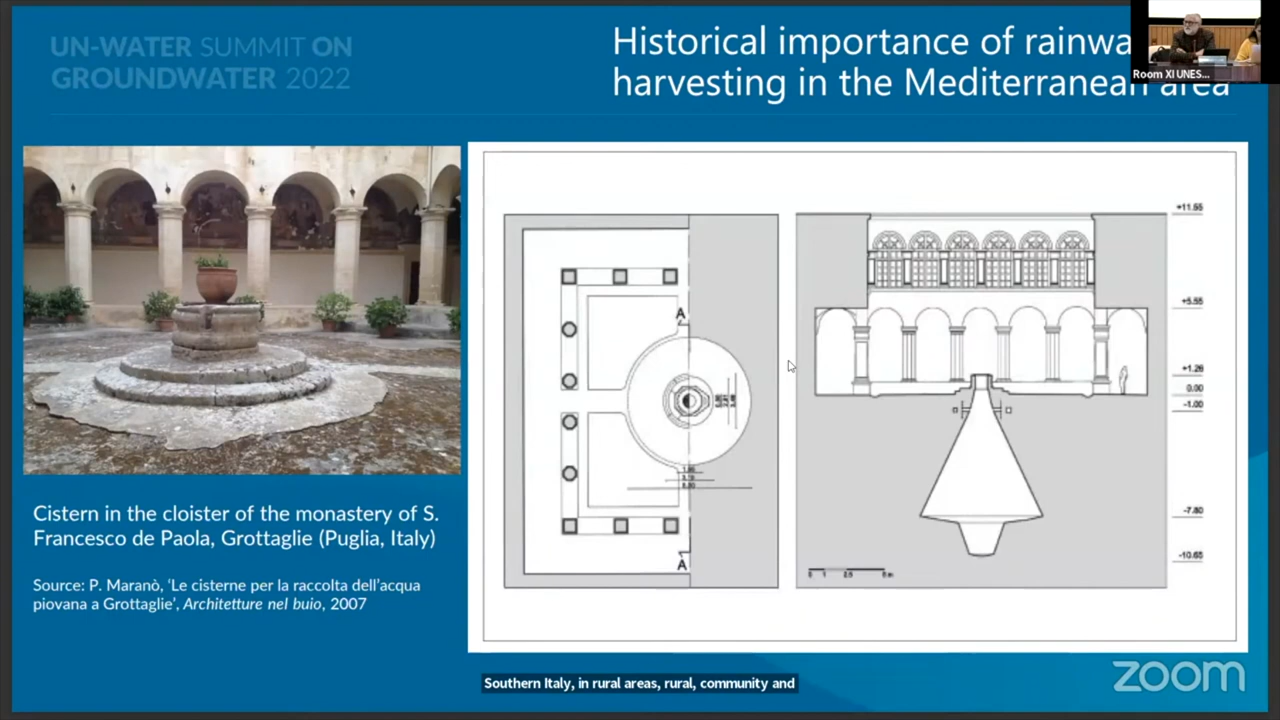 UN-WATER SUMMIT ON
GROUNDWATER 2022
Historical importance of rainwa
harvesting in the Mediterranean area
Room XI UNES...
A
A
+11.55
+5.55
+1.26
0.00
-1.00
-7.80
-10.65
Cistern in the cloister of the monastery of S.
Francesco de Paola, Grottaglie (Puglia, Italy)
Source: P. Maranò, ‘Le cisterne per la raccolta dell’acqua
piovana a Grottaglie’, Architetture nel buio, 2007
Southern Italy, in rural areas, rural, community and
zoom